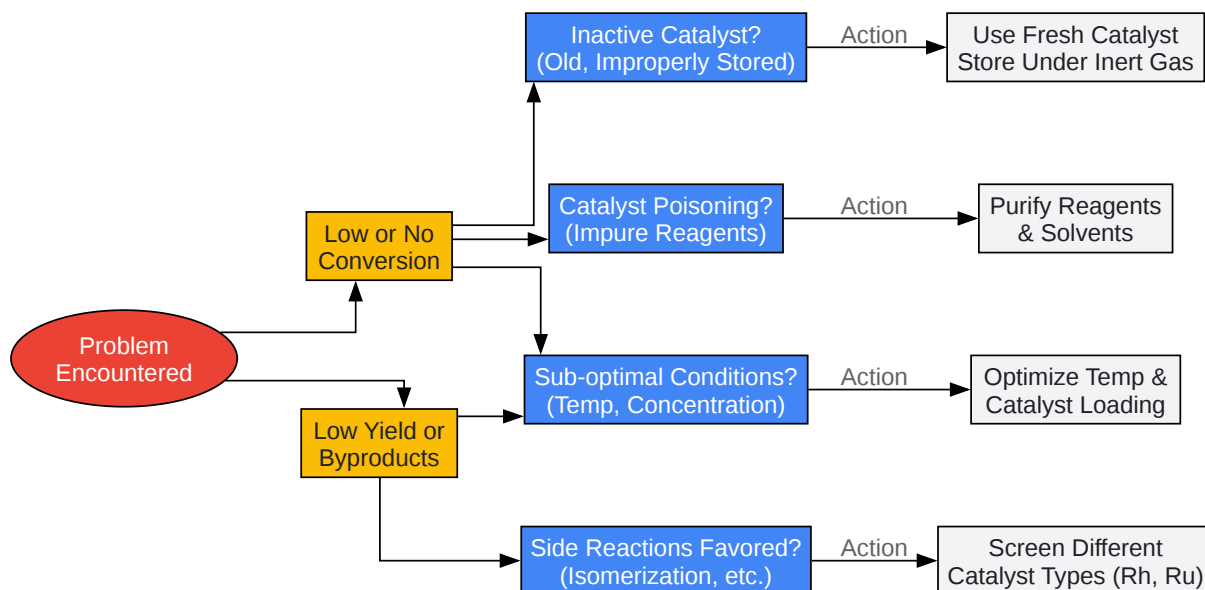 Inactive Catalyst?
(Old, Improperly Stored)
Action
Use Fresh Catalyst
Store Under Inert Gas
Catalyst Poisoning?
(Impure Reagents)
Action
Purify Reagents
& Solvents
Low or No
Conversion
Problem
Encountered
Sub-optimal Conditions?
(Temp, Concentration)
Action
Optimize Temp &
Catalyst Loading
Low Yield or
Byproducts
Side Reactions Favored?
(Isomerization, etc.)
Action
Screen Different
Catalyst Types (Rh, Ru)